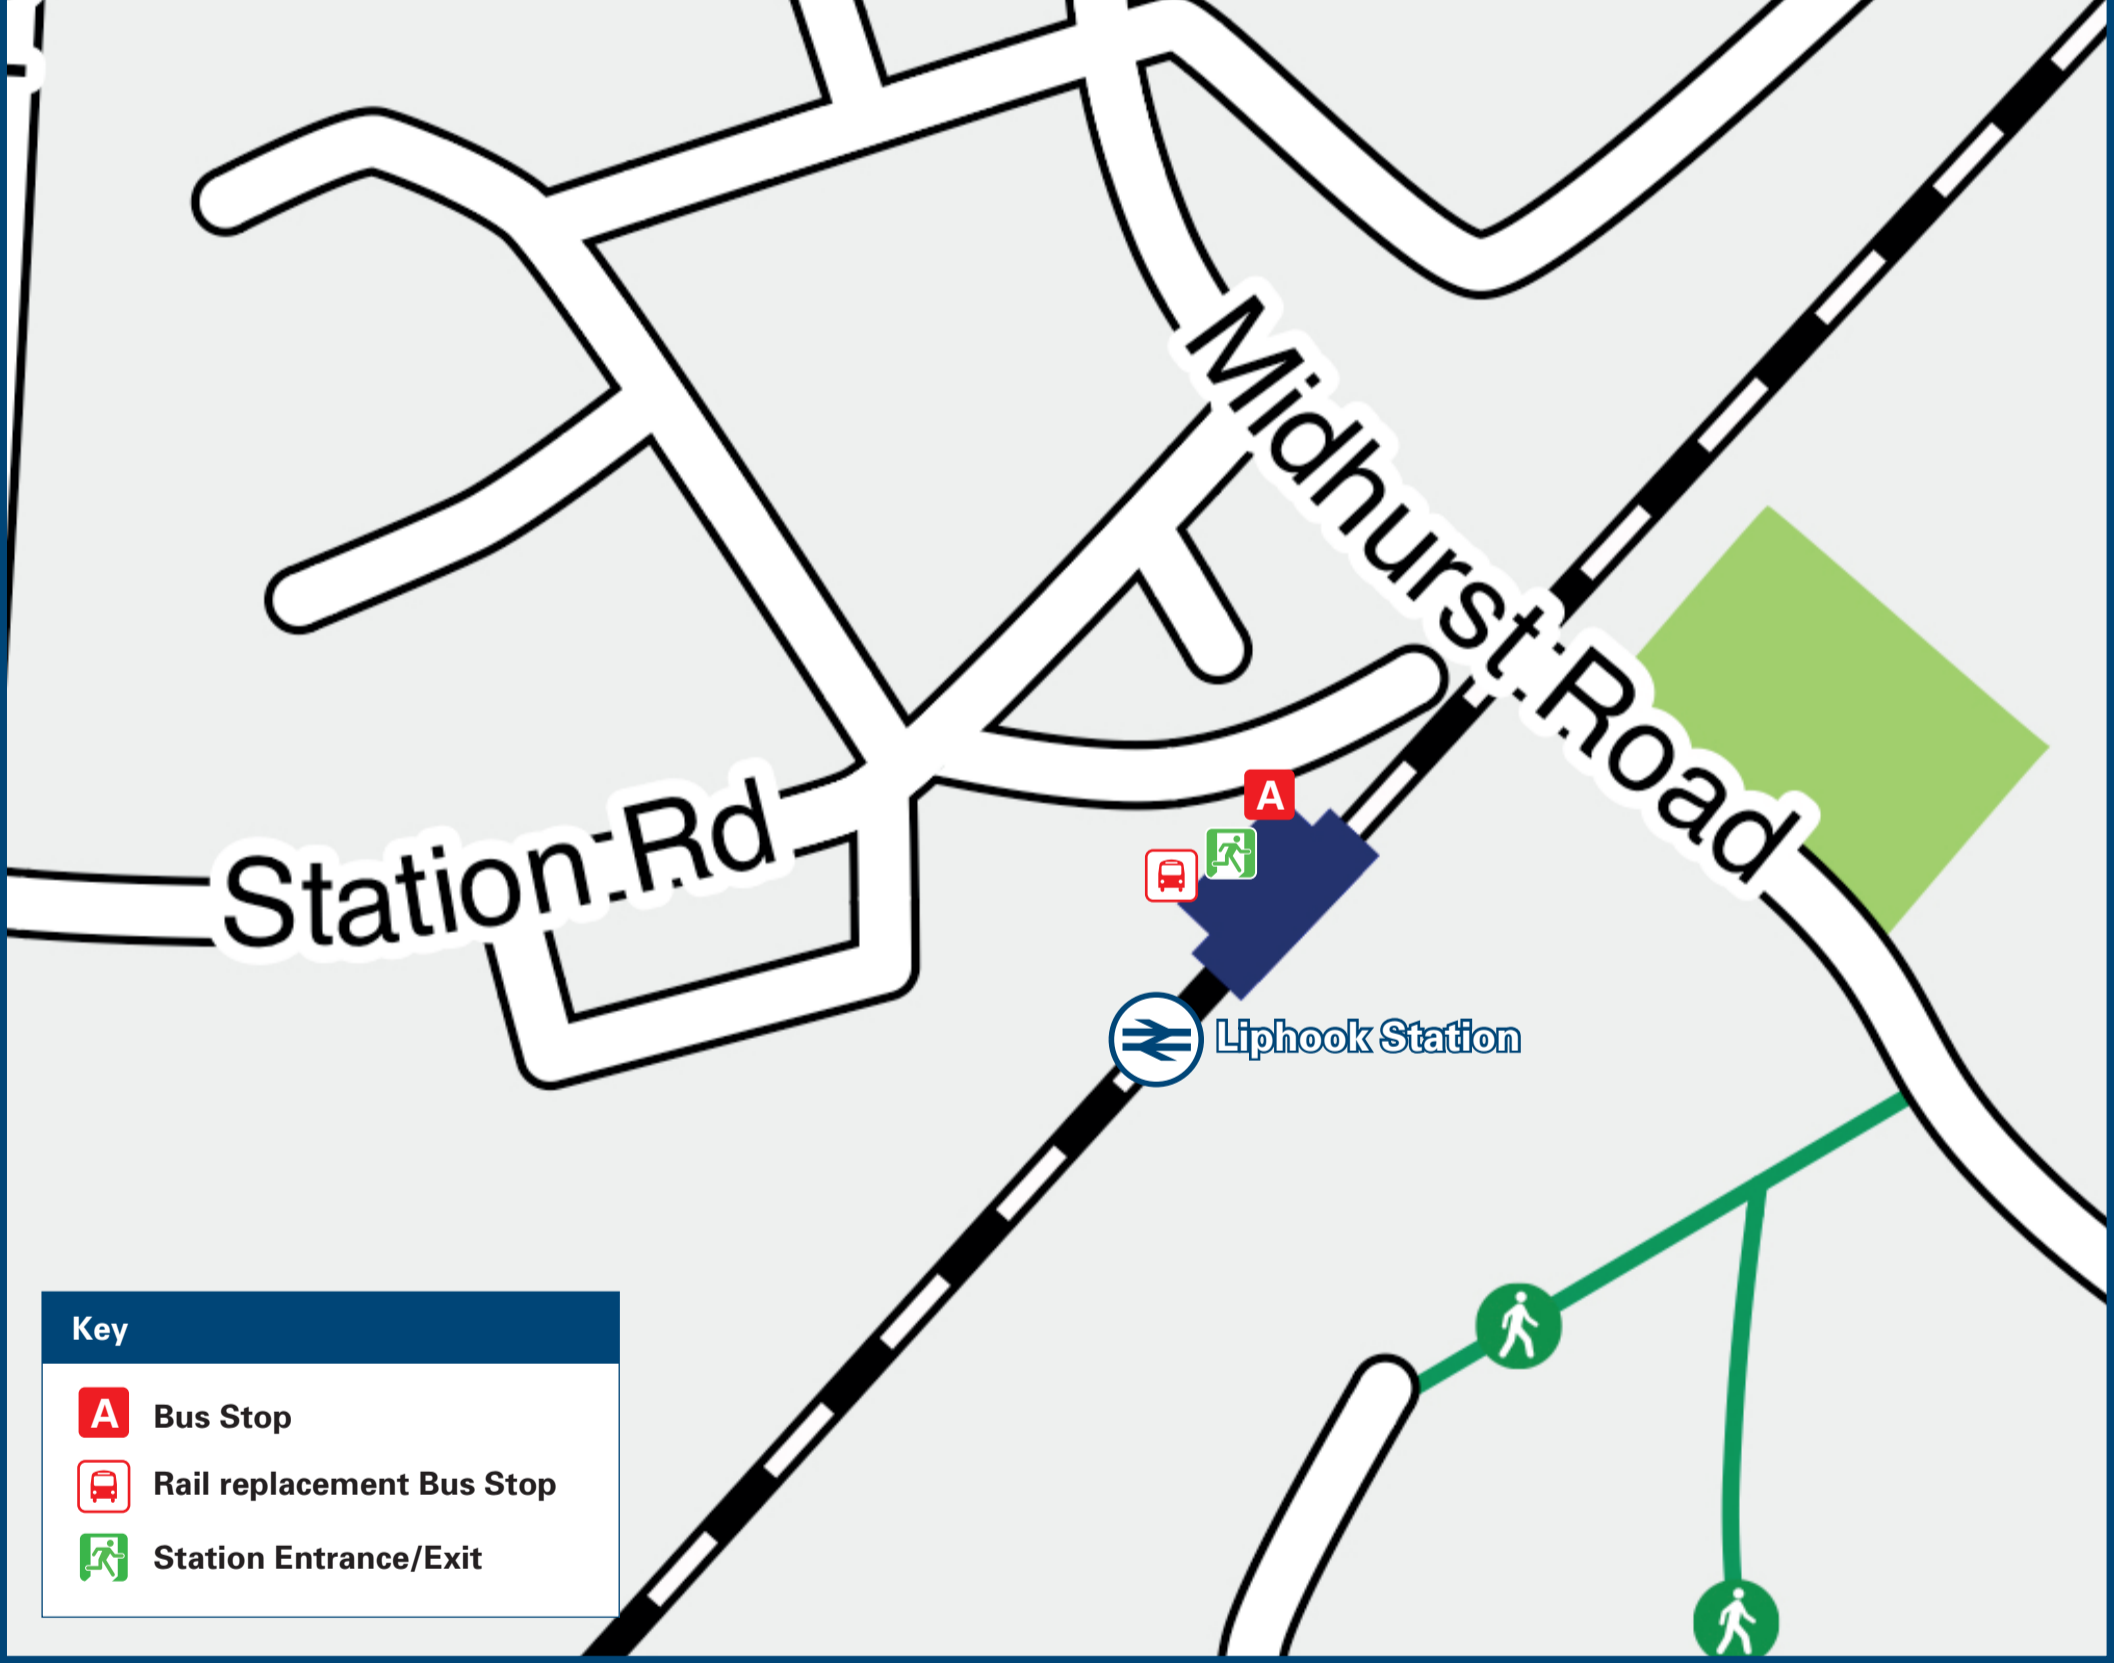 Midhurst Road
Station Rd
A
Liphook Station
Key
A Bus Stop
Rail replacement Bus Stop
Station Entrance/Exit